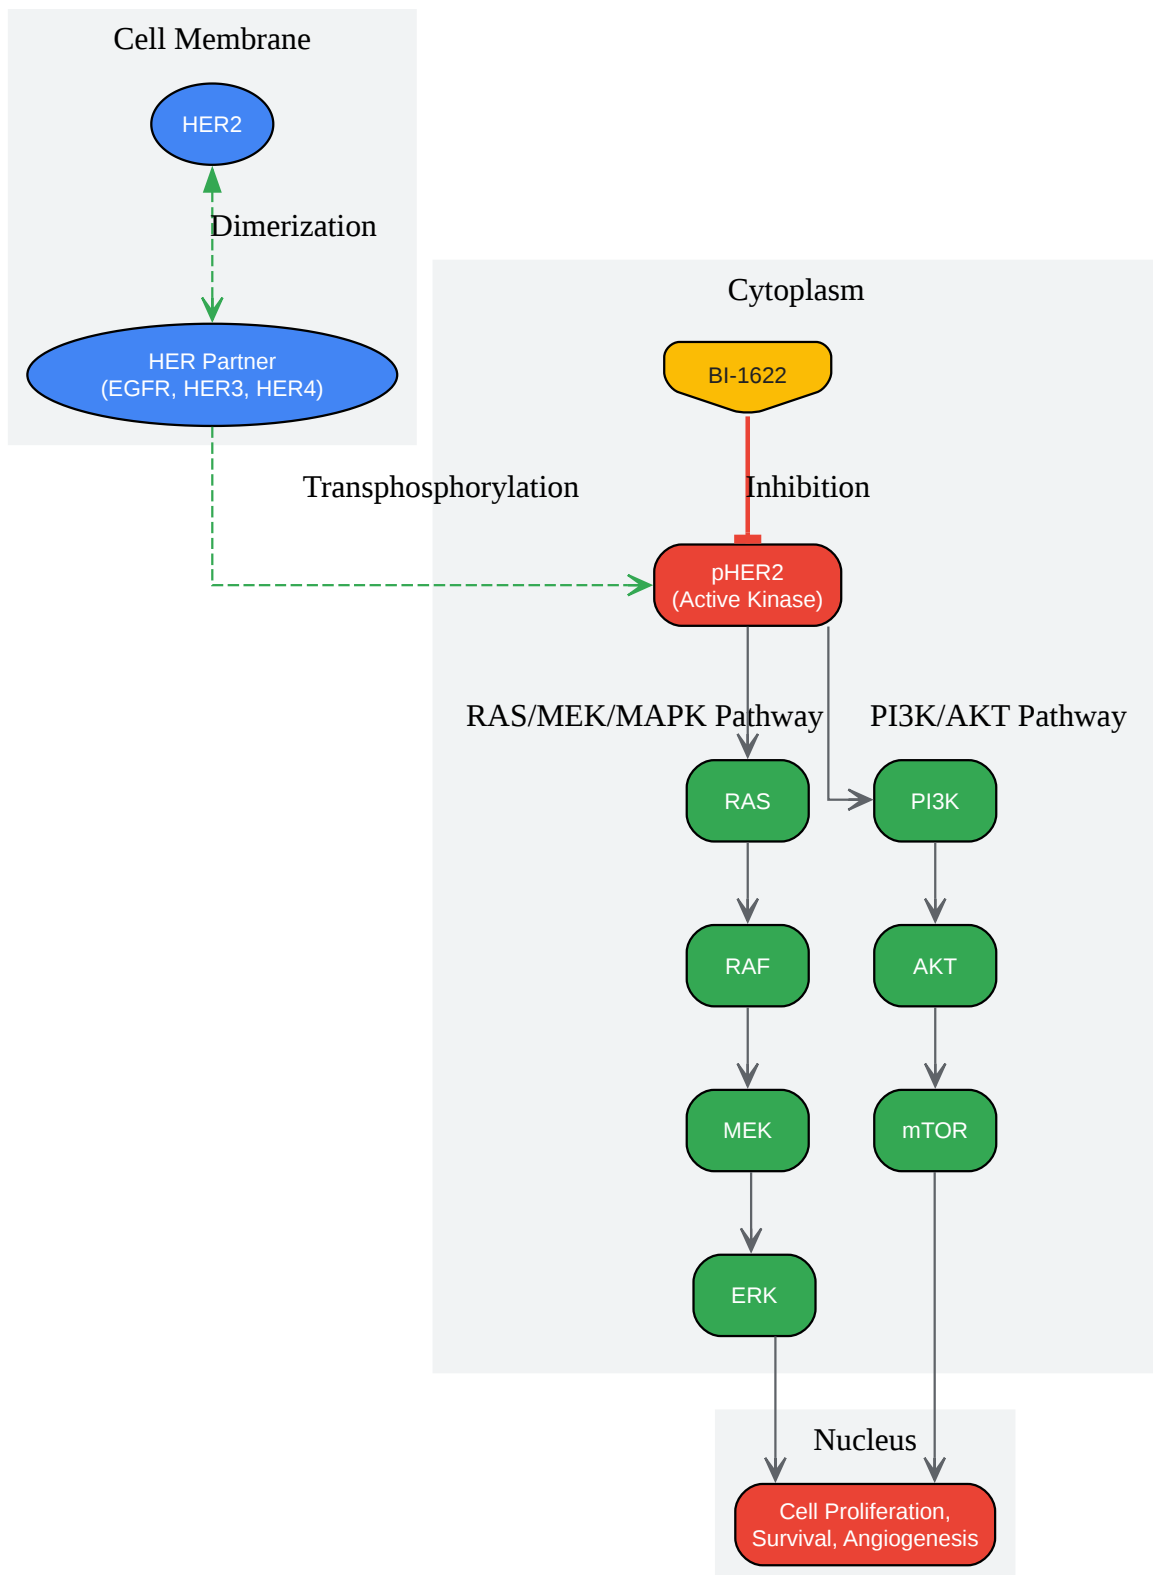 Cell Membrane
HER2
Dimerization
HER Partner
(EGFR, HER3, HER4)
Cytoplasm
BI-1622
Transphosphorylation
Inhibition
pHER2
(Active Kinase)
RAS/MEK/MAPK Pathway
PI3K/AKT Pathway
RAS
PI3K
RAF
AKT
MEK
mTOR
ERK
Nucleus
Cell Proliferation,
Survival, Angiogenesis